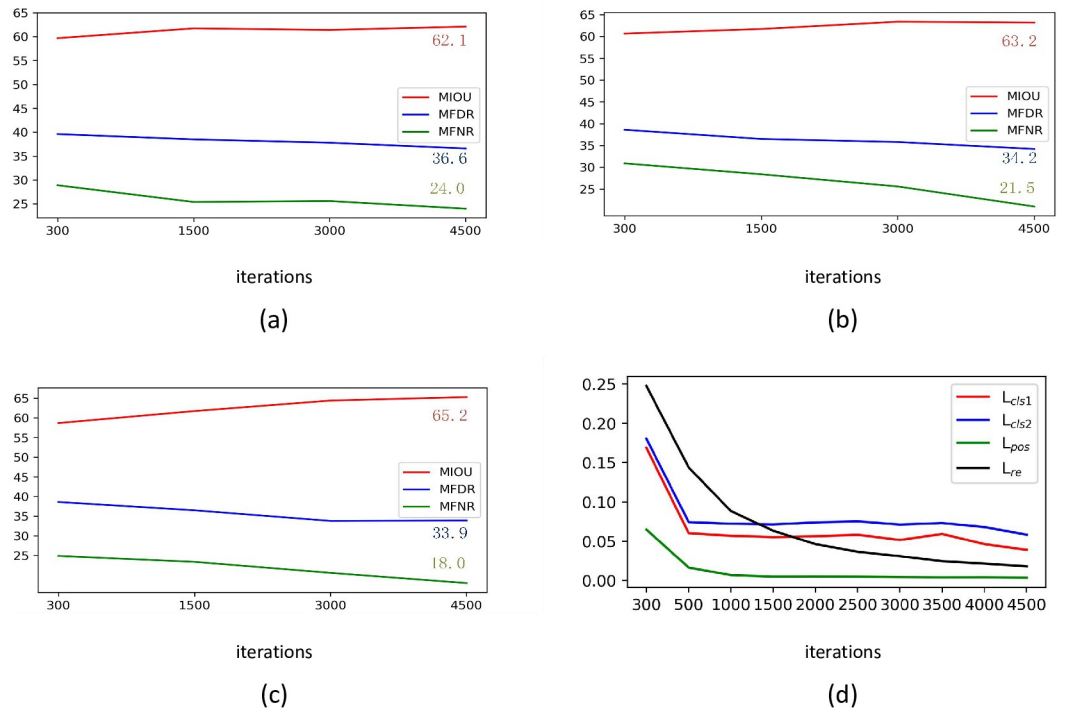 65
60
62.1
55
50
MIOU
45
MFDR
40
MFNR
35
36.6
30
24.0
25
300 1500 3000 4500
iterations
(a)
65
60
63.2
55
50
MIOU
45
MFDR
40
MFNR
35
34.2
30
21.5
25
300 1500 3000 4500
iterations
(b)
65
65.2
60
55
50
MIOU
45
MFDR
40
MFNR
35
33.9
30
18.0
25
300 1500 3000 4500
iterations
(c)
0.25
Lcls1
0.20
Lcls2
Lpos
0.15
Lre
0.10
0.05
0.00
300 500 1000 1500 2000 2500 3000 3500 4000 4500
iterations
(d)